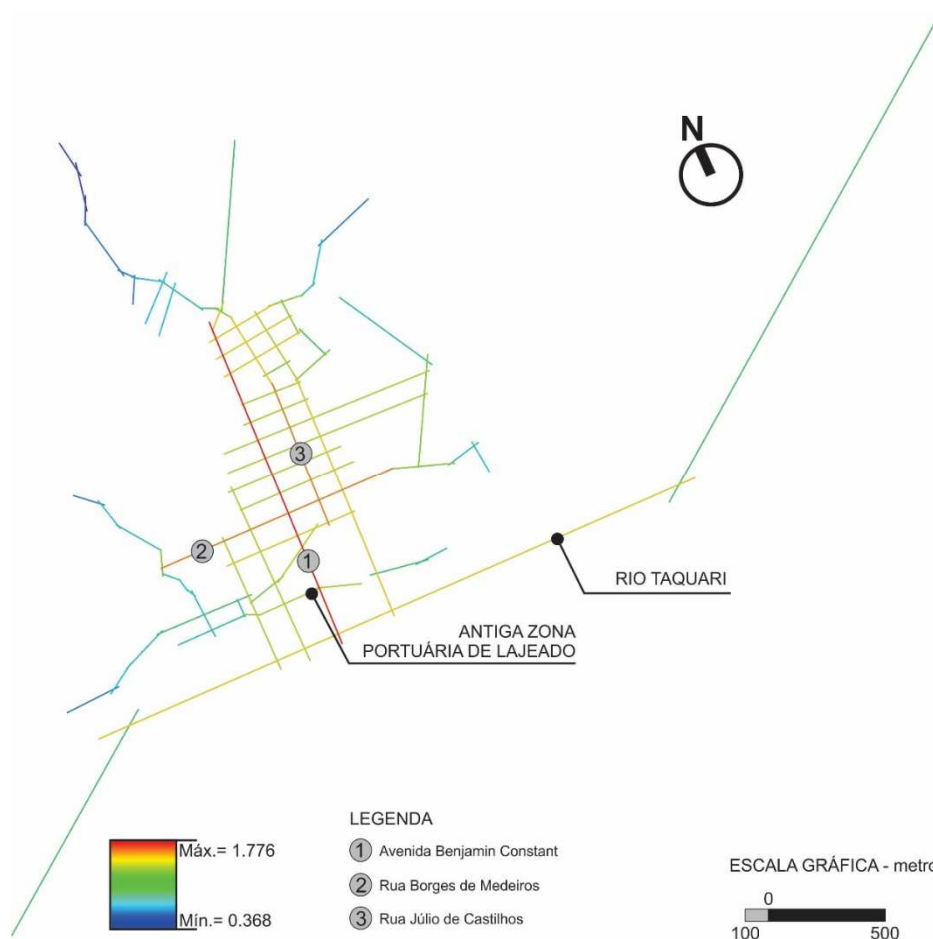 N
3
2
1
RIO TAQUARI
ANTIGA ZONA
PORTUÁRIA DE LAJEADO
Máx.= 1.776
Mín.= 0.368
LEGENDA
1 Avenida Benjamin Constant
2 Rua Borges de Medeiros
3 Rua Júlio de Castilhos
ESCALA GRÁFICA - metro
0
100 500